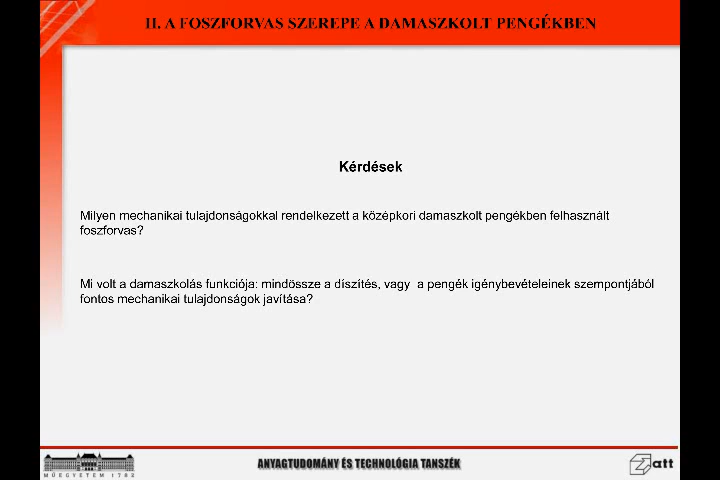 II. A FOSZFORVAS SZEREPE A DAMASZKOLT PENGÉKBEN
Kérdések
Milyen mechanikai tulajdonságokkal rendelkezett a középkori damaszkolt pengékben felhasznált
foszforvas?
Mi volt a damaszkolás funkciója: mindössze a díszítés, vagy a pengék igénybevételeinek szempontjából
fontos mechanikai tulajdonságok javítása?
MŰEGYETEM 1782
ANYAGTUDOMÁNY ÉS TECHNOLÓGIA TANSZÉK
att